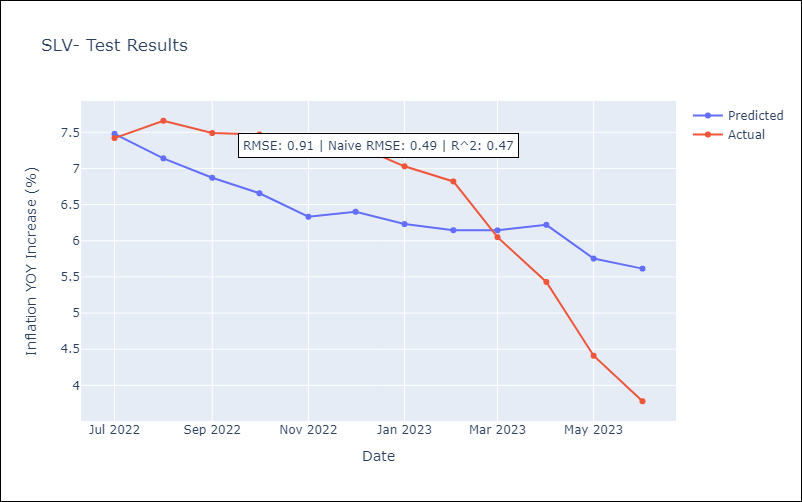 SLV- Test Results
Predicted
Actual
RMSE: 0.91 | Naive RMSE: 0.49 | R^2: 0.47
Inflation YOY Increase (%)
7.5
7
6.5
6
5.5
5
4.5
4
Jul 2022 Sep 2022 Nov 2022 Jan 2023 Mar 2023 May 2023
Date